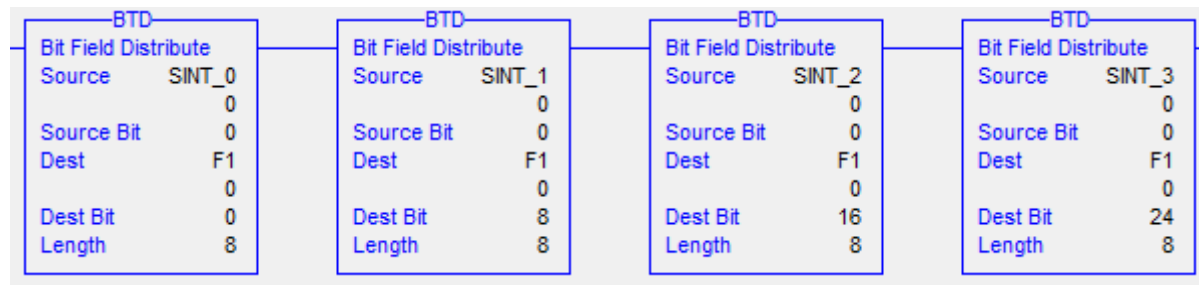 BTD
Bit Field Distribute
Source SINT_0
0
Source Bit 0
Dest F1
0
Dest Bit 0
Length 8
BTD
Bit Field Distribute
Source SINT_1
0
Source Bit 0
Dest F1
0
Dest Bit 8
Length 8
BTD
Bit Field Distribute
Source SINT_2
0
Source Bit 0
Dest F1
0
Dest Bit 16
Length 8
BTD
Bit Field Distribute
Source SINT_3
0
Source Bit 0
Dest F1
0
Dest Bit 24
Length 8